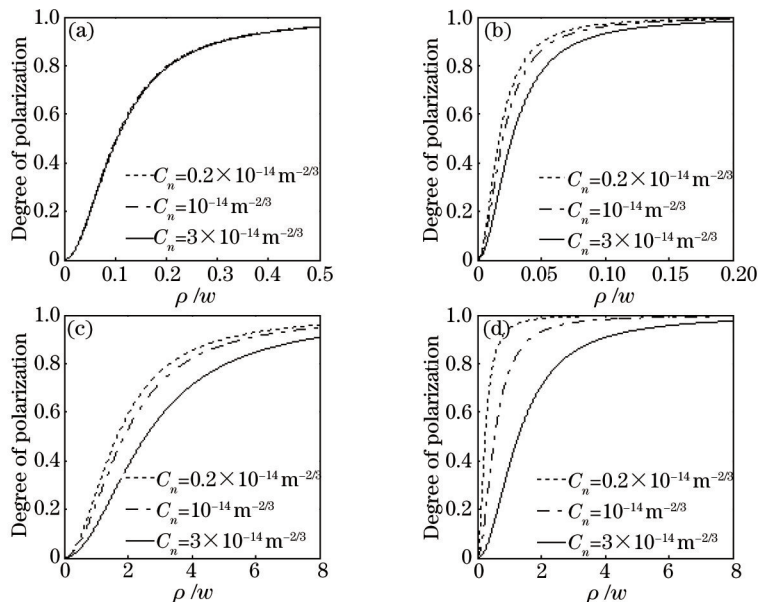 (a)
Degree of polarization
1.0
0.8
0.6
0.4
0.2
0
C_n=0.2×10⁻¹⁴ m⁻²/³
C_n=10⁻¹⁴ m⁻²/³
C_n=3×10⁻¹⁴ m⁻²/³
0 0.1 0.2 0.3 0.4 0.5
ρ/w
(b)
Degree of polarization
1.0
0.8
0.6
0.4
0.2
0
C_n=0.2×10⁻¹⁴ m⁻²/³
C_n=10⁻¹⁴ m⁻²/³
C_n=3×10⁻¹⁴ m⁻²/³
0 0.05 0.10 0.15 0.20
ρ/w
(c)
Degree of polarization
1.0
0.8
0.6
0.4
0.2
0
C_n=0.2×10⁻¹⁴ m⁻²/³
C_n=10⁻¹⁴ m⁻²/³
C_n=3×10⁻¹⁴ m⁻²/³
0 2 4 6 8
ρ/w
(d)
Degree of polarization
1.0
0.8
0.6
0.4
0.2
0
C_n=0.2×10⁻¹⁴ m⁻²/³
C_n=10⁻¹⁴ m⁻²/³
C_n=3×10⁻¹⁴ m⁻²/³
0 2 4 6 8
ρ/w